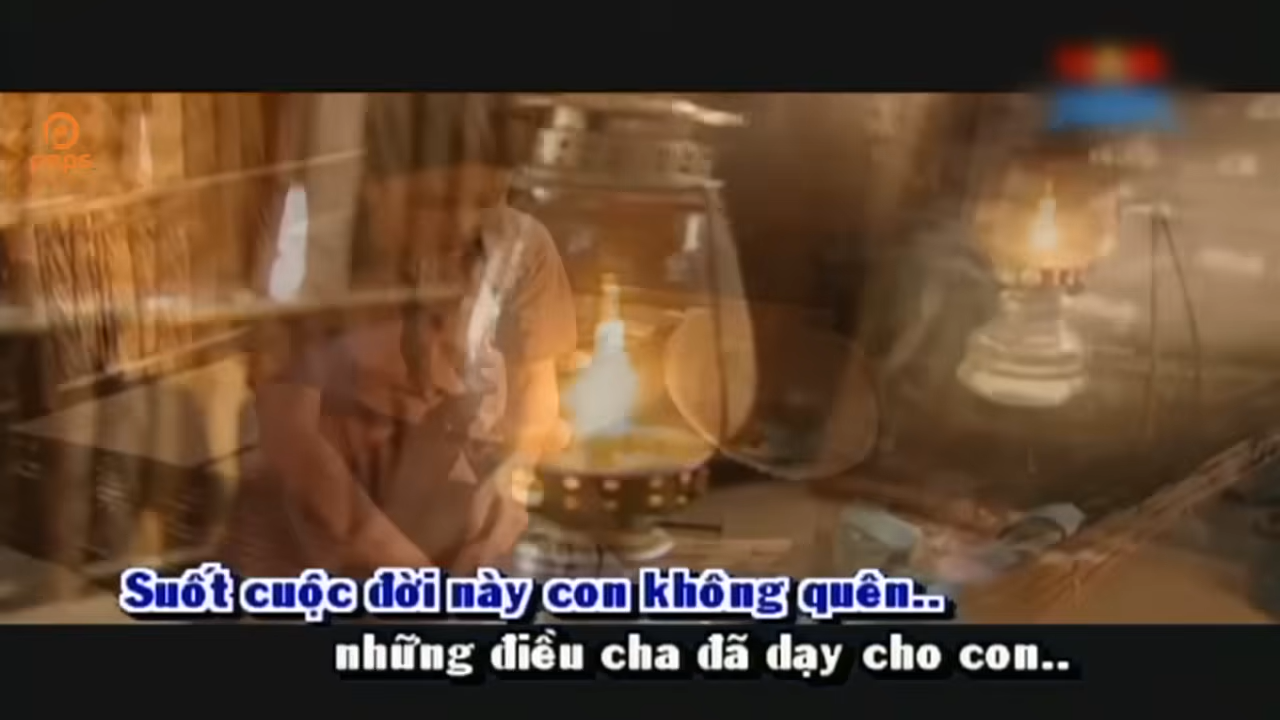 Suốt cuộc đời này con không quên..
những điều cha đã dạy cho con..